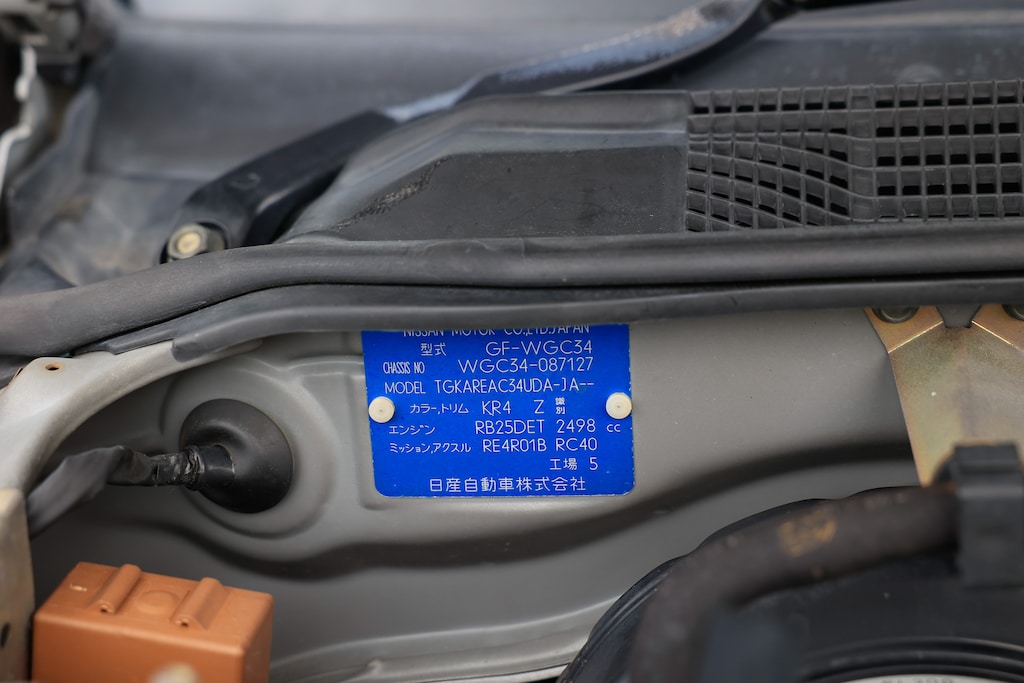 NISSAN MOTOR CO.,LTD.JAPAN
型式 GF-WGC34
CHASSIS NO WGC34-087127
MODEL TGKAREAC34UDA-JA--
カラー,トリム KR4 Z 識別
エンジン RB25DET 2498 cc
ミッション,アクスル RE4R01B RC40
工場 5
日産自動車株式会社